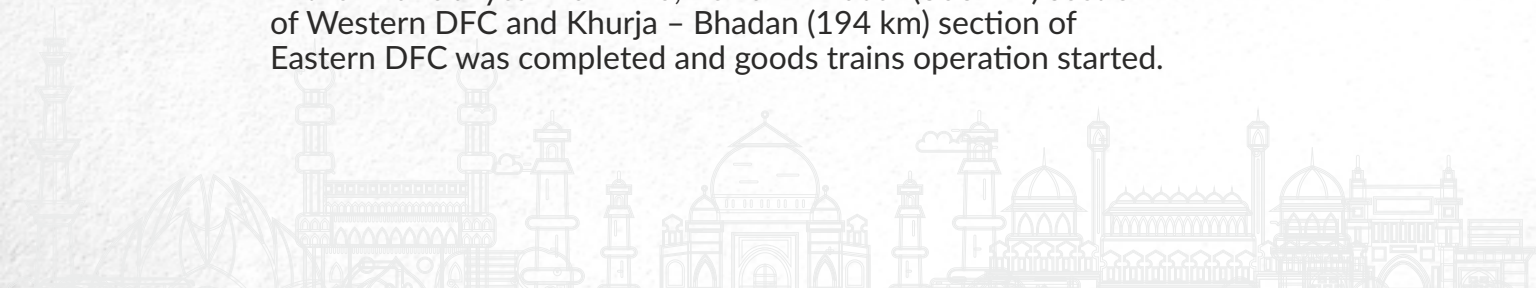 of Western DFC and Khurja – Bhadan (194 km) section of
Eastern DFC was completed and goods trains operation started.